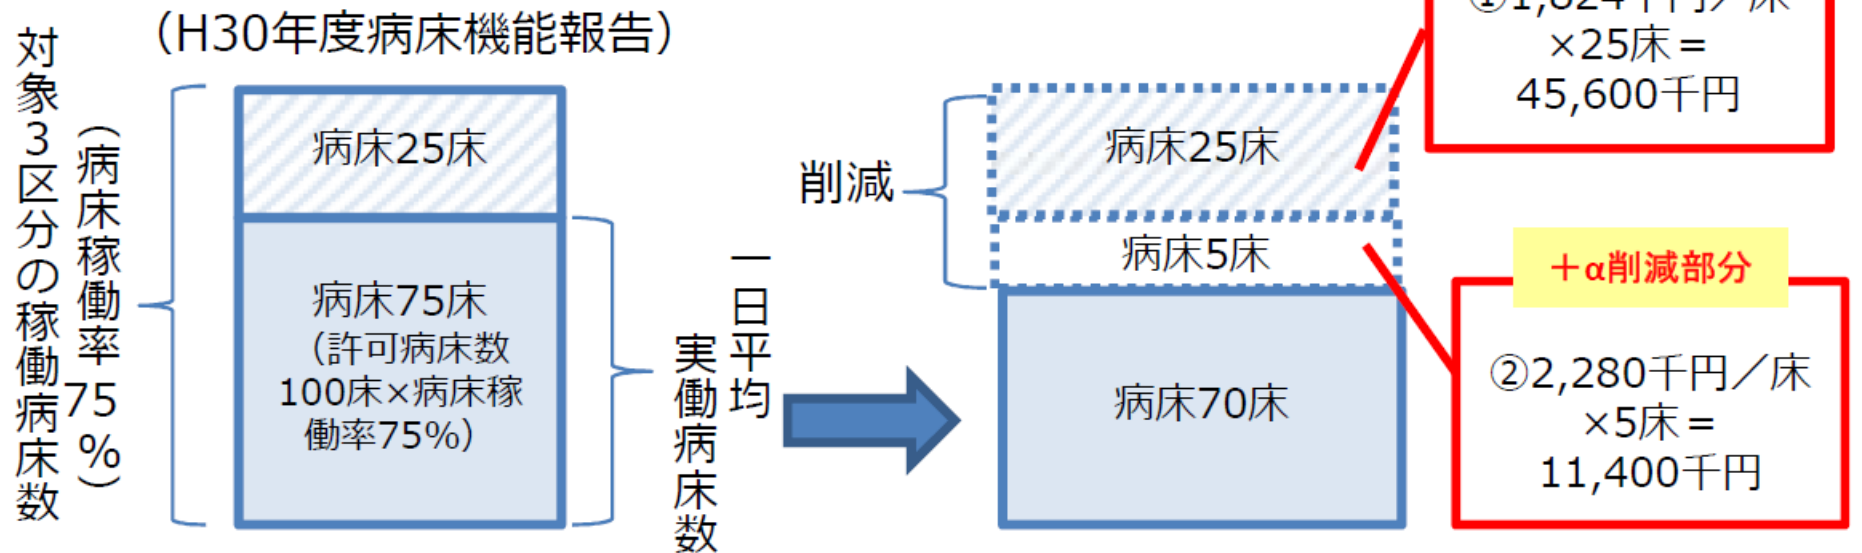 （H30年度病床機能報告）
対象３区分の稼働病床数
（病床稼働率75％）
病床25床
病床75床
（許可病床数
100床×病床稼
働率75%）
一日平均
実働病床数
削減
病床25床
病床5床
病床70床
×25床＝
45,600千円
＋α削減部分
②2,280千円／床
×5床＝
11,400千円